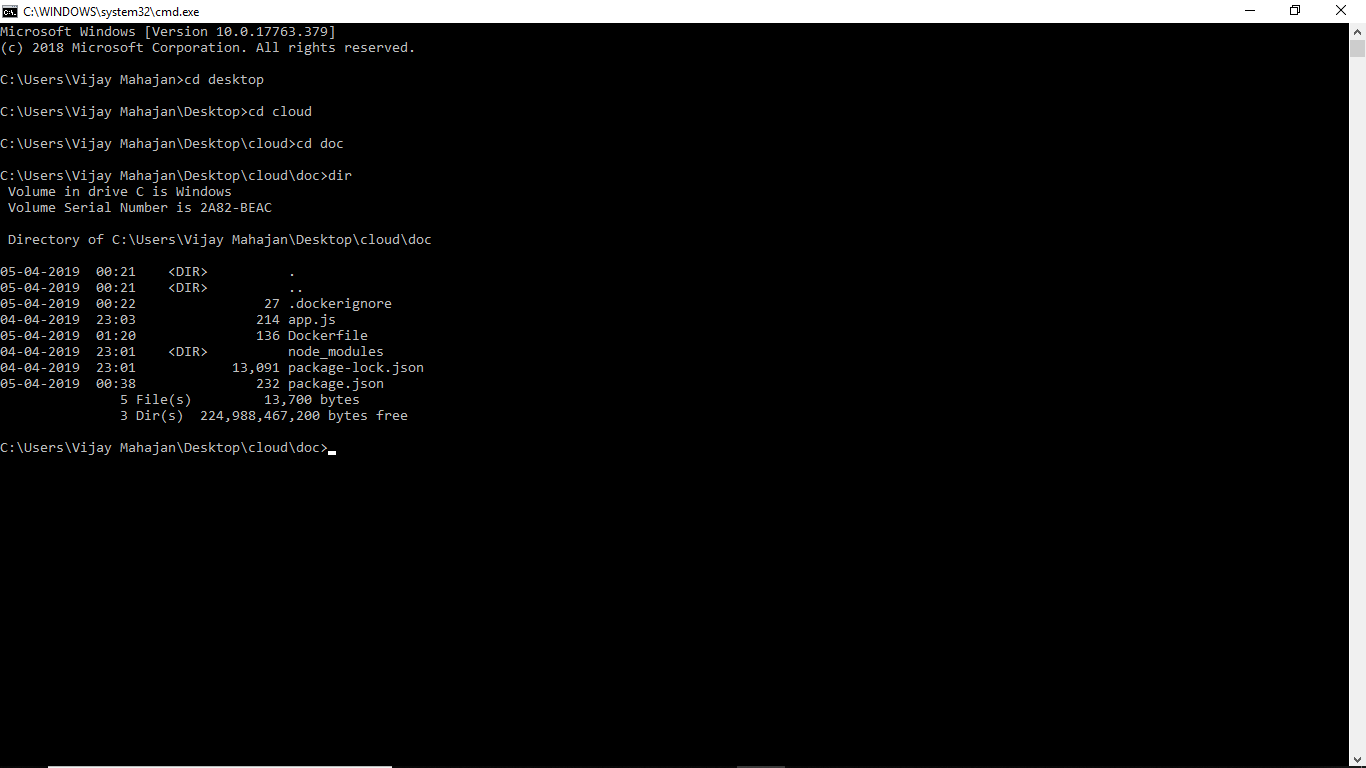 C:\WINDOWS\system32\cmd.exe
Microsoft Windows [Version 10.0.17763.379]
(c) 2018 Microsoft Corporation. All rights reserved.
C:\Users\Vijay Mahajan>cd desktop
C:\Users\Vijay Mahajan\Desktop>cd cloud
C:\Users\Vijay Mahajan\Desktop\cloud>cd doc
C:\Users\Vijay Mahajan\Desktop\cloud\doc>dir
 Volume in drive C is Windows
 Volume Serial Number is 2A82-BEAC
 Directory of C:\Users\Vijay Mahajan\Desktop\cloud\doc
05-04-2019  00:21    <DIR>          .
05-04-2019  00:21    <DIR>          ..
05-04-2019  00:22                27 .dockerignore
04-04-2019  23:03               214 app.js
05-04-2019  01:20               136 Dockerfile
04-04-2019  23:01    <DIR>          node_modules
04-04-2019  23:01            13,091 package-lock.json
05-04-2019  00:38               232 package.json
               5 File(s)         13,700 bytes
               3 Dir(s)  224,988,467,200 bytes free
C:\Users\Vijay Mahajan\Desktop\cloud\doc>